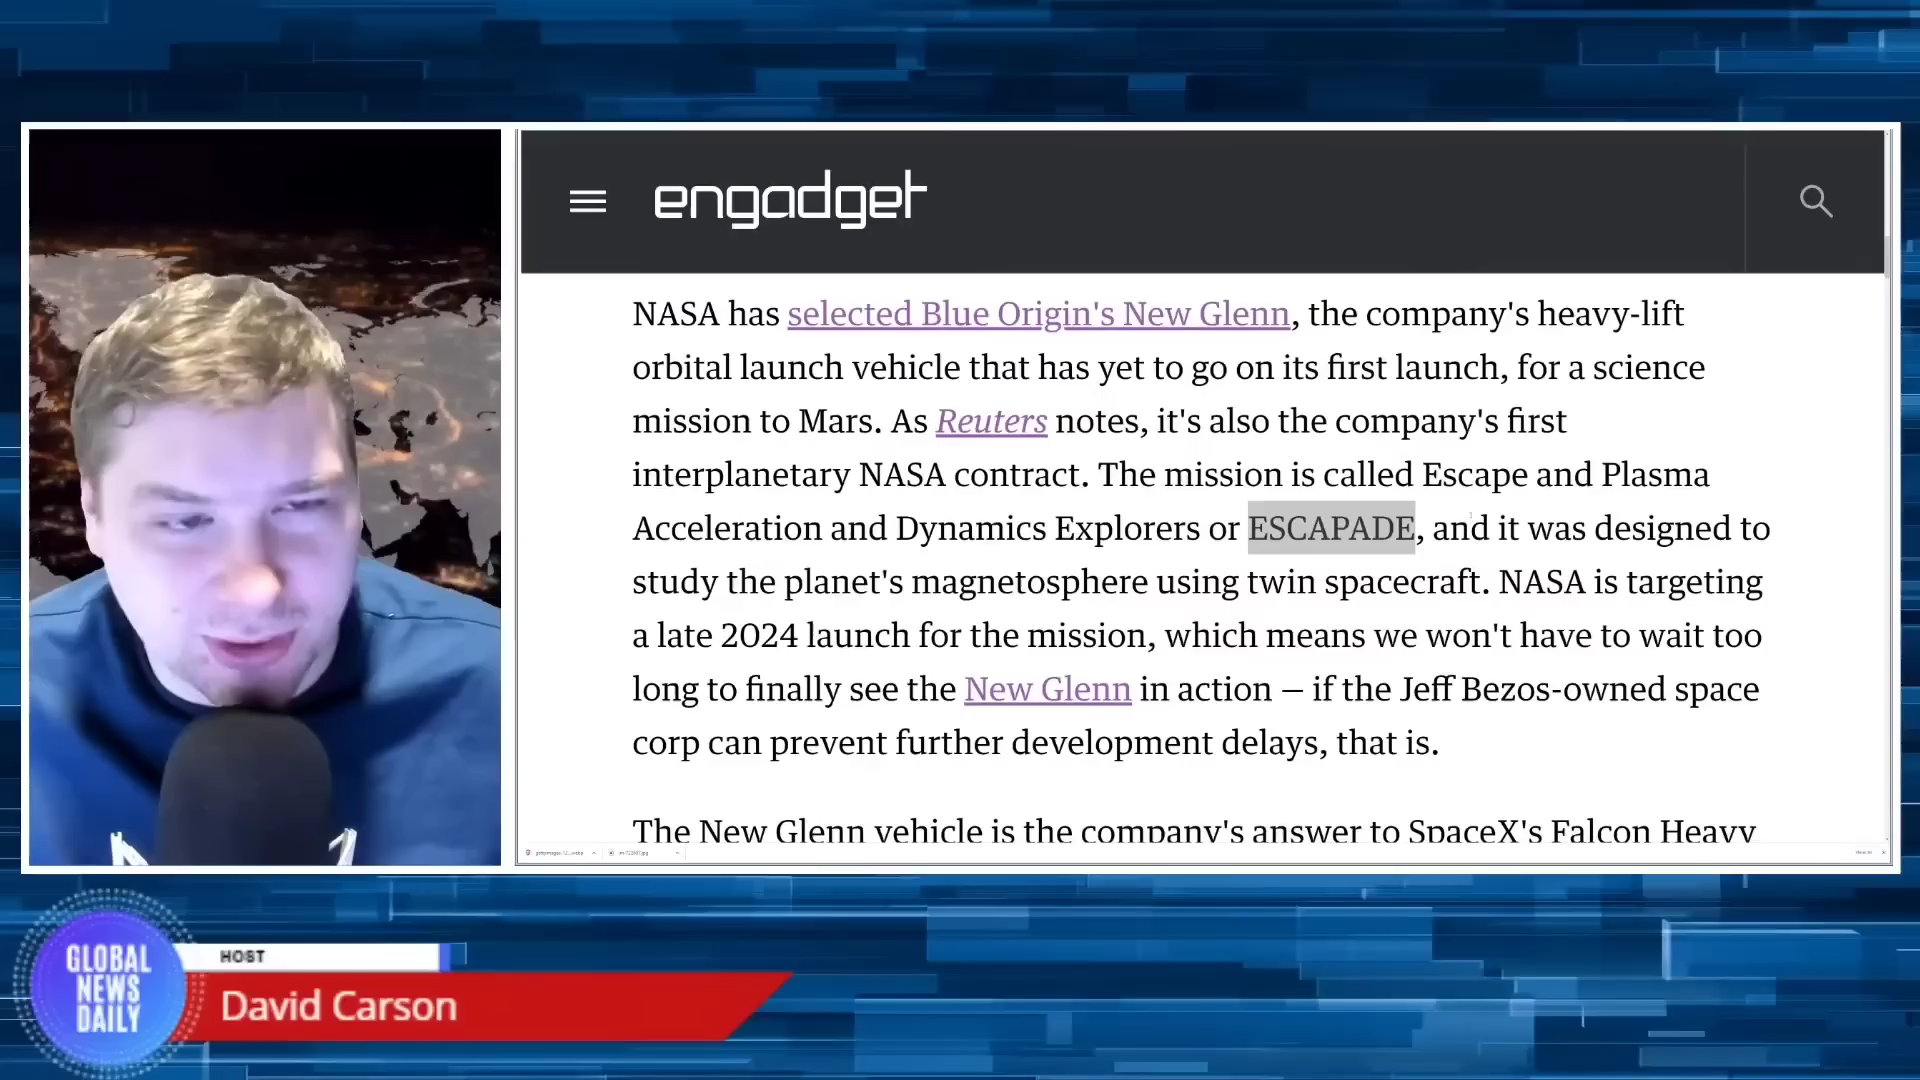 engadget
NASA has selected Blue Origin's New Glenn, the company's heavy-lift
orbital launch vehicle that has yet to go on its first launch, for a science
mission to Mars. As Reuters notes, it's also the company's first
interplanetary NASA contract. The mission is called Escape and Plasma
Acceleration and Dynamics Explorers or ESCAPADE, and it was designed to
study the planet's magnetosphere using twin spacecraft. NASA is targeting
a late 2024 launch for the mission, which means we won't have to wait too
long to finally see the New Glenn in action – if the Jeff Bezos-owned space
corp can prevent further development delays, that is.
The New Glenn vehicle is the company's answer to SpaceX's Falcon Heavy
GLOBAL
NEWS
DAILY
HOST
David Carson